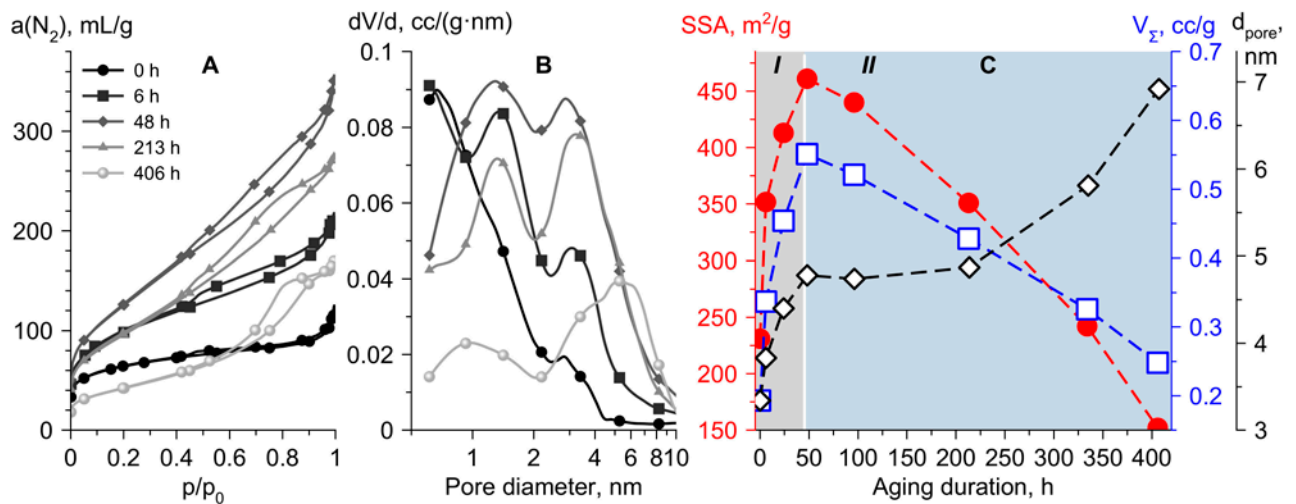 a(N₂), mL/g
A
0 h
6 h
48 h
213 h
406 h
300
200
100
0
0 0.2 0.4 0.6 0.8 1
p/p₀
dV/d, cc/(g·nm)
B
0.1
0.08
0.06
0.04
0.02
0
1 2 4 6 8 10
Pore diameter, nm
SSA, m²/g
I II C
450
400
350
300
250
200
150
0 50 100 150 200 250 300 350 400
Aging duration, h
V_Σ, cc/g
0.7
0.6
0.5
0.4
0.3
0.2
d_pore,
nm
7
6
5
4
3